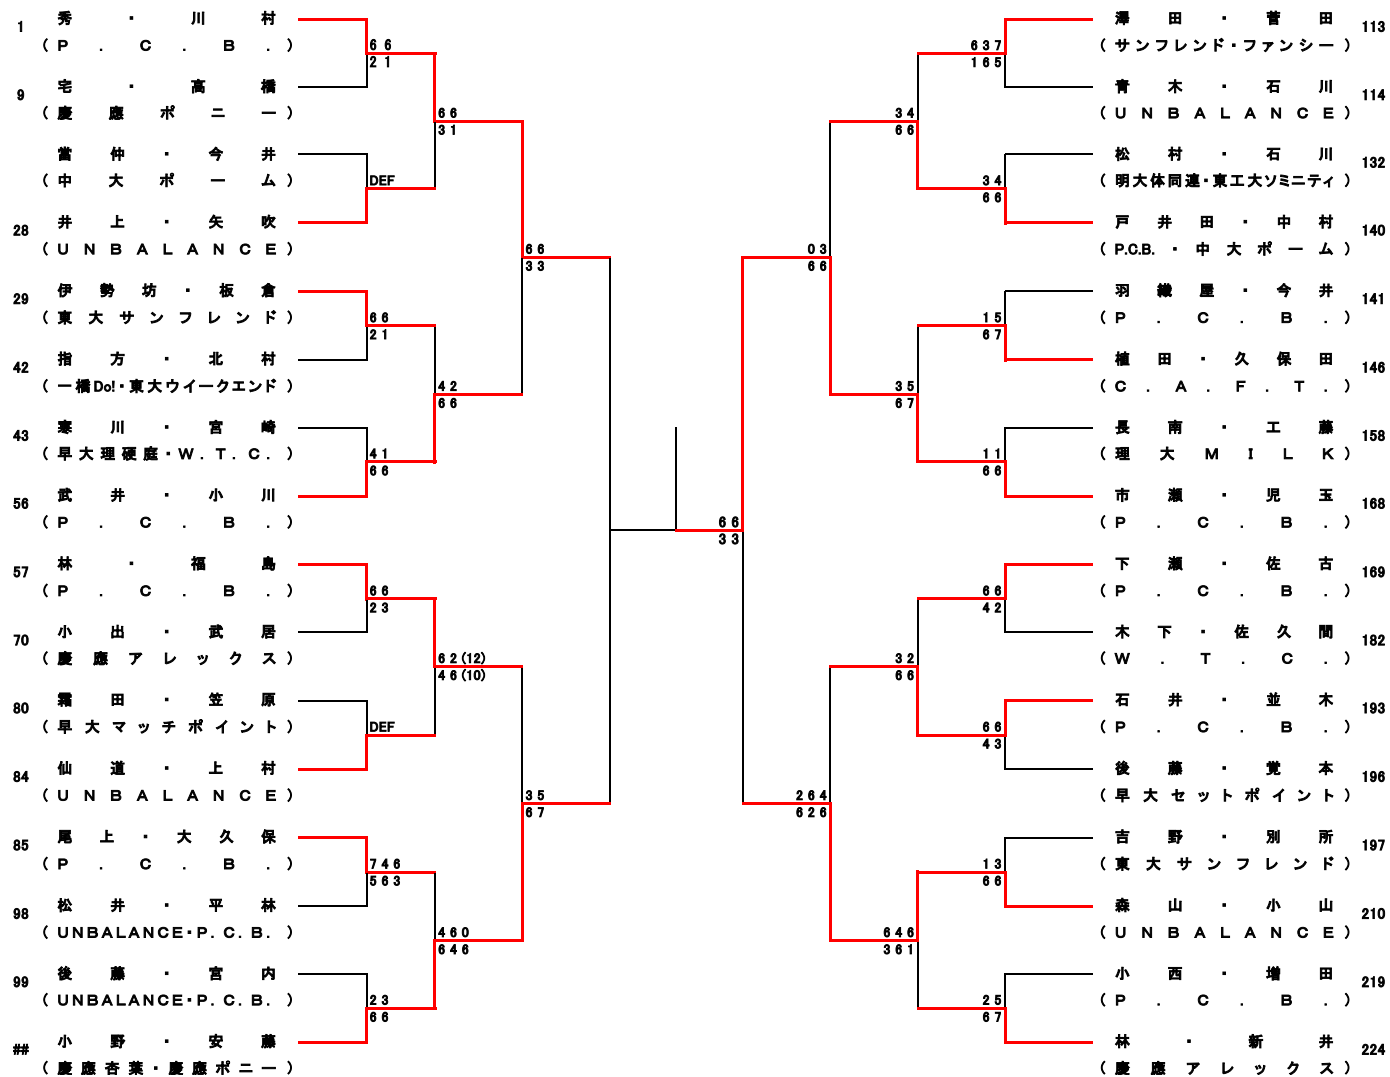 1 秀・川村
(P.C.B.)
66
21
9 宅・高橋
(慶應ポニー)
66
31
當仲・今井
(中大ポーム)
DEF
28 井上・矢吹
(UNBALANCE)
66
33
29 伊勢坊・板倉
(東大サンフレンド)
66
21
42 指方・北村
(一橋Do!・東大ウイークエンド)
42
66
43 寒川・宮崎
(早大理硬庭・W.T.C.)
41
66
56 武井・小川
(P.C.B.)
57 林・福島
(P.C.B.)
66
23
70 小出・武居
(慶應アレックス)
62(12)
46(10)
80 霜田・笠原
(早大マッチポイント)
DEF
84 仙道・上村
(UNBALANCE)
35
67
85 尾上・大久保
(P.C.B.)
746
563
98 松井・平林
(UNBALANCE・P.C.B.)
460
646
99 後藤・宮内
(UNBALANCE・P.C.B.)
23
66
## 小野・安藤
(慶應杏葉・慶應ポニー)
66
33
澤田・菅田 113
(サンフレンド・ファンシー)
637
165
青木・石川 114
(UNBALANCE)
34
66
松村・石川 132
(明大体同連・東工大ソミニティ)
34
66
戸井田・中村 140
(P.C.B.・中大ポーム)
03
66
羽織屋・今井 141
(P.C.B.)
15
67
植田・久保田 146
(C.A.F.T.)
35
67
長南・工藤 158
(理大MILK)
11
66
市瀬・児玉 168
(P.C.B.)
下瀬・佐古 169
(P.C.B.)
66
42
木下・佐久間 182
(W.T.C.)
32
66
石井・並木 193
(P.C.B.)
66
43
後藤・覚本 196
(早大セットポイント)
264
626
吉野・別所 197
(東大サンフレンド)
13
66
森山・小山 210
(UNBALANCE)
646
361
小西・増田 219
(P.C.B.)
25
67
林・新井 224
(慶應アレックス)